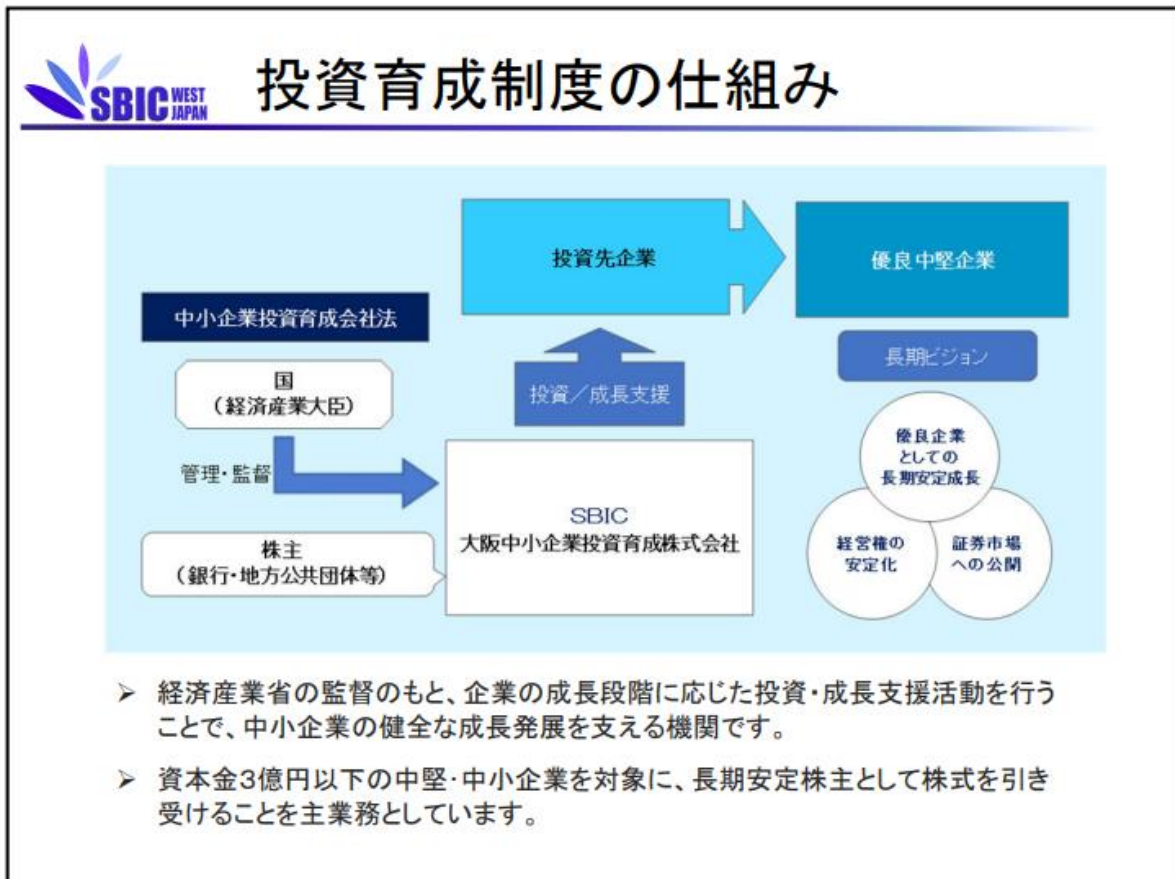 SBIC WEST JAPAN
投資育成制度の仕組み
投資先企業
優良中堅企業
中小企業投資育成会社法
国
（経済産業大臣）
管理・監督
株主
（銀行・地方公共団体等）
投資／成長支援
SBIC
大阪中小企業投資育成株式会社
長期ビジョン
優良企業
としての
長期安定成長
経営権の
安定化
証券市場
への公開
➢ 経済産業省の監督のもと、企業の成長段階に応じた投資・成長支援活動を行う
ことで、中小企業の健全な成長発展を支える機関です。
➢ 資本金3億円以下の中堅・中小企業を対象に、長期安定株主として株式を引き
受けることを主業務としています。